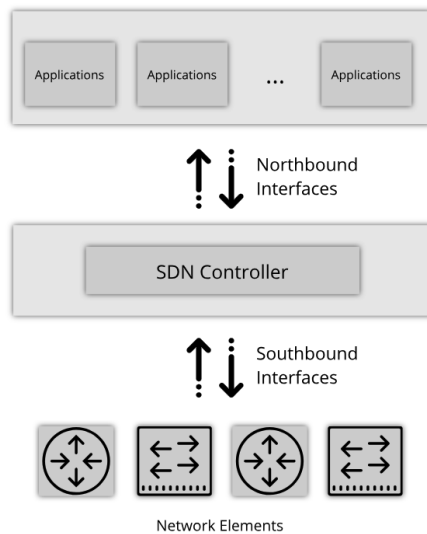 Applications
Applications
...
Applications
Northbound
Interfaces
SDN Controller
Southbound
Interfaces
Network Elements